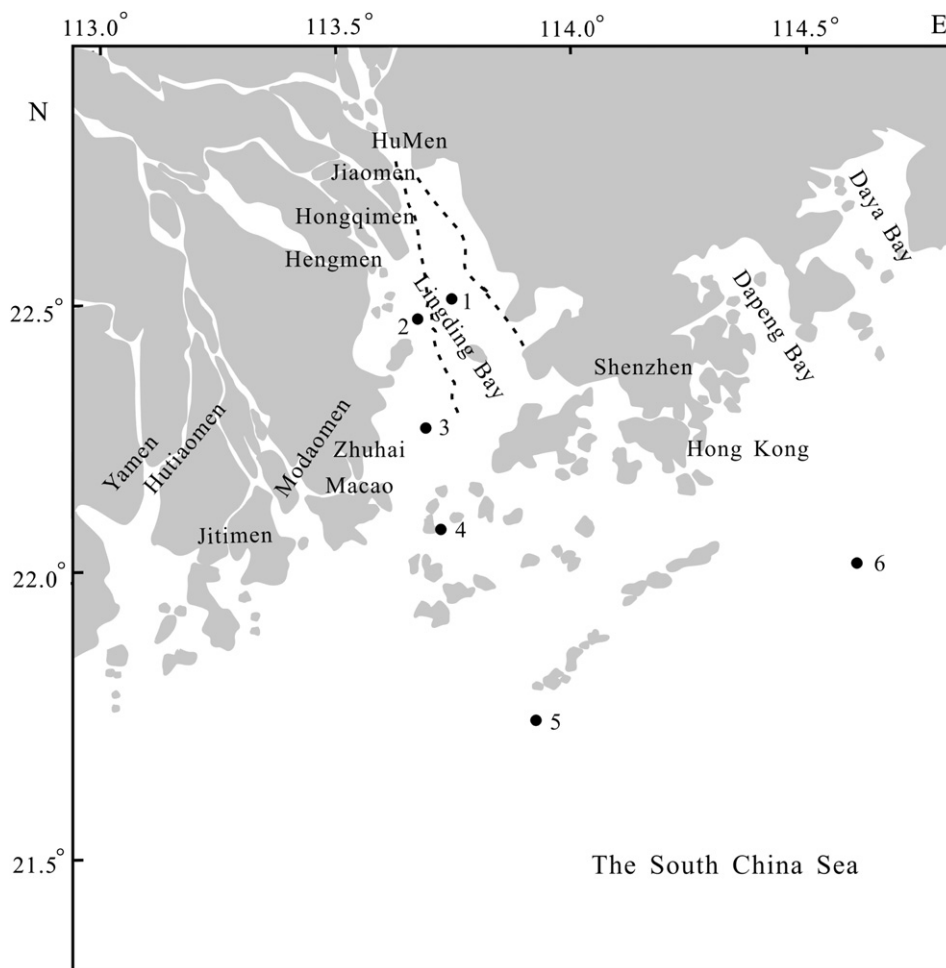 113.0° 113.5° 114.0° 114.5° E
N
HuMen
Jiaomen
Hongqimen
Hengmen
Daya Bay
Dapeng Bay
Lingding Bay
22.5°
1
2
Shenzhen
3
Zhuhai
Hong Kong
Yamen
Hutiaomen
Modaomen
Macao
Jitimen
4
22.0°
6
5
21.5°
The South China Sea